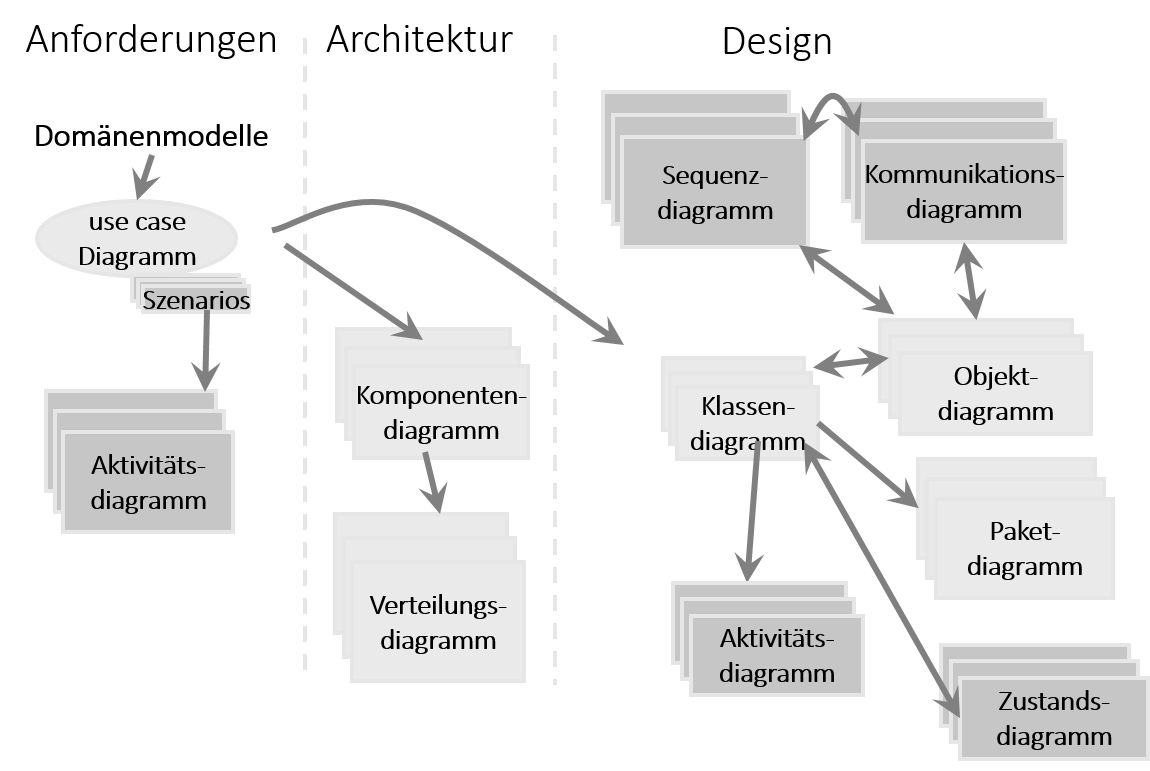 Anforderungen
Architektur
Design
Domänenmodelle
use case
Diagramm
Szenarios
Aktivitäts-
diagramm
Komponenten-
diagramm
Verteilungs-
diagramm
Sequenz-
diagramm
Kommunikations-
diagramm
Klassen-
diagramm
Objekt-
diagramm
Paket-
diagramm
Aktivitäts-
diagramm
Zustands-
diagramm